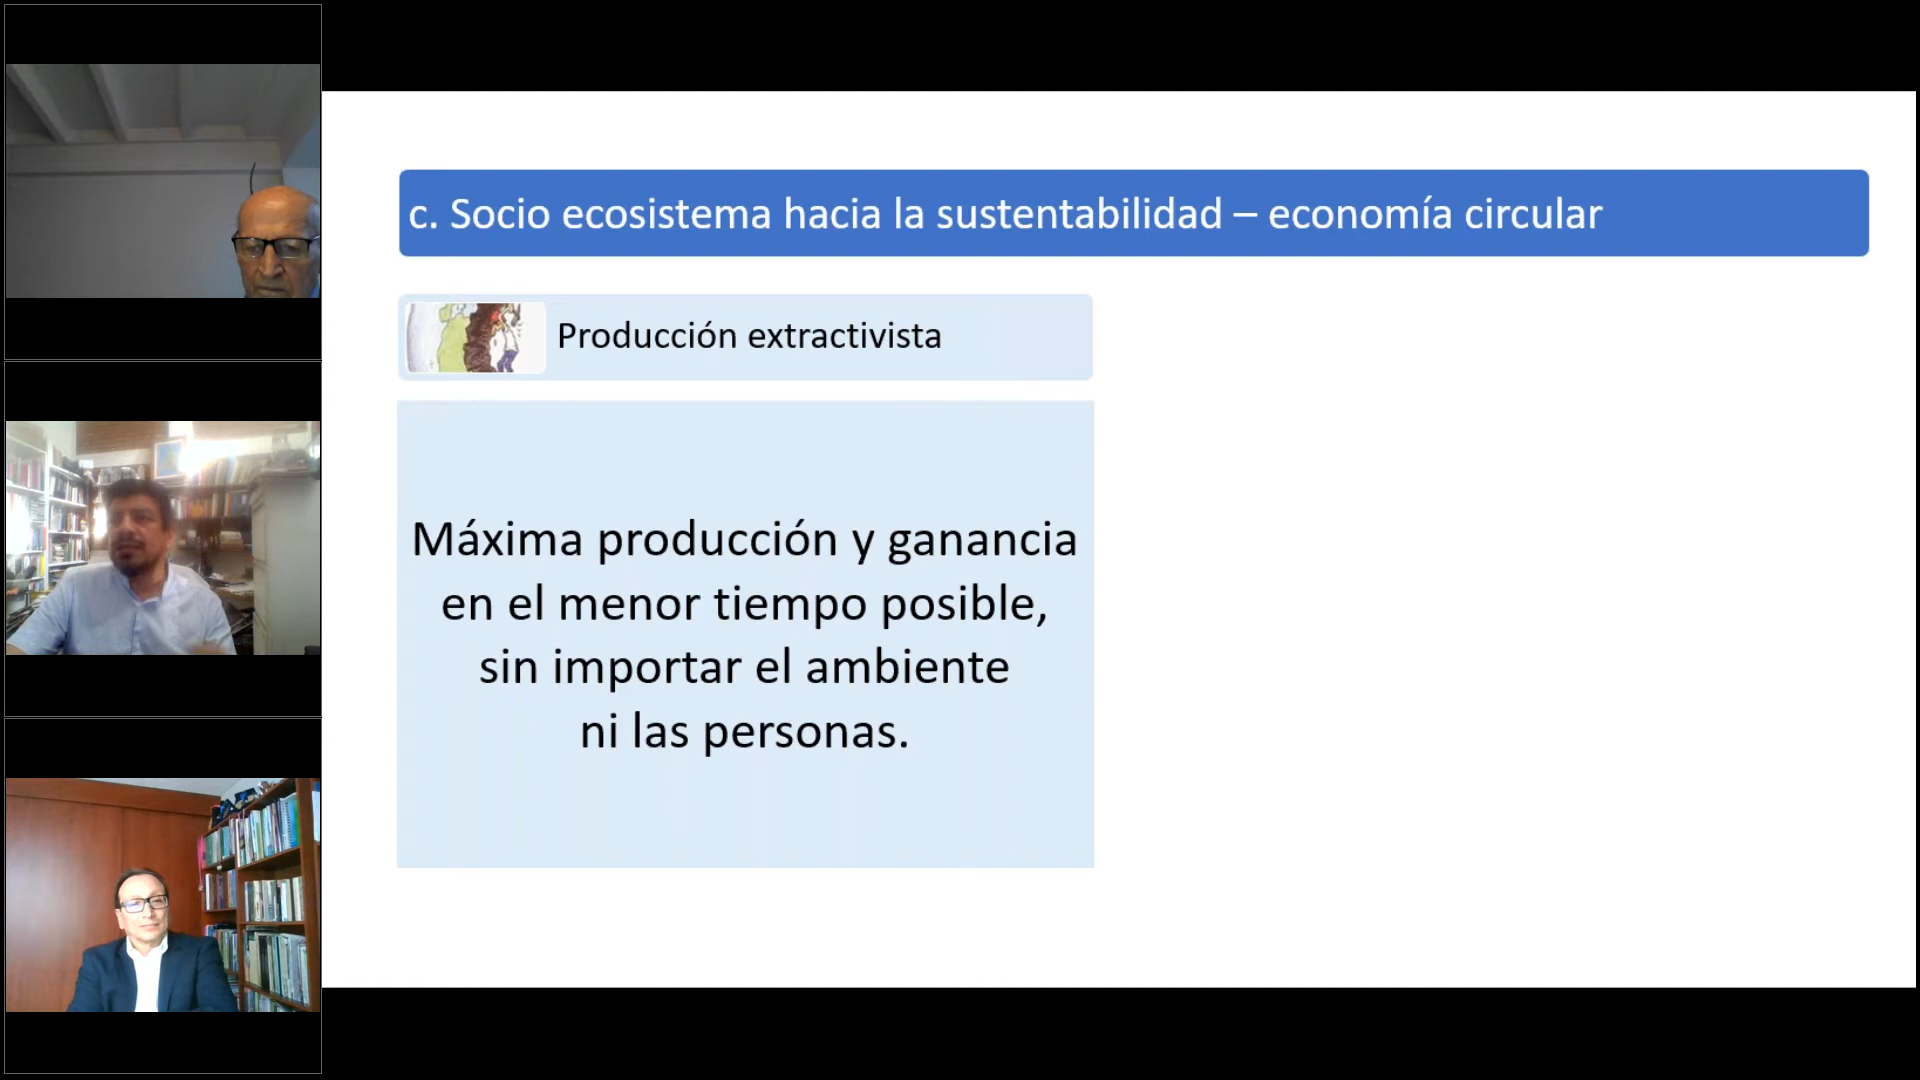 c. Socio ecosistema hacia la sustentabilidad – economía circular
Producción extractivista
Máxima producción y ganancia
en el menor tiempo posible,
sin importar el ambiente
ni las personas.